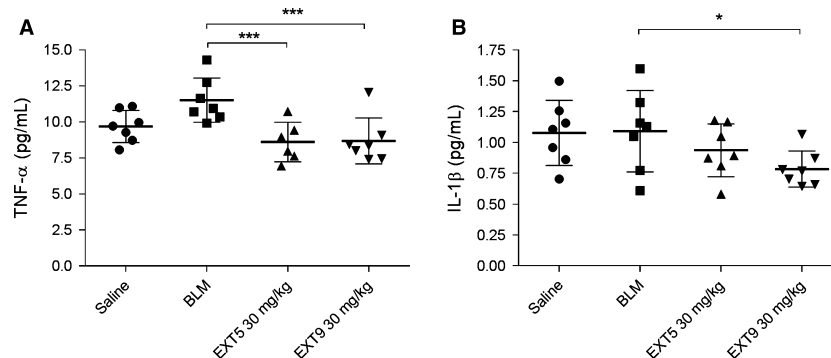 A
***
***
15.0
12.5
10.0
7.5
5.0
2.5
0.0
TNF-α (pg/mL)
Saline
BLM
EXT5 30 mg/kg
EXT9 30 mg/kg
B
*
1.75
1.50
1.25
1.00
0.75
0.50
0.25
0.00
IL-1β (pg/mL)
Saline
BLM
EXT5 30 mg/kg
EXT9 30 mg/kg